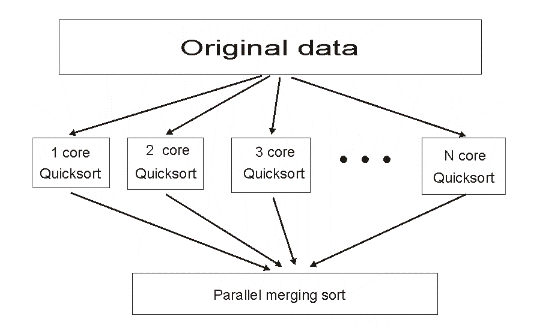 Original data
1 core
Quicksort
2 core
Quicksort
3 core
Quicksort
N core
Quicksort
Parallel merging sort